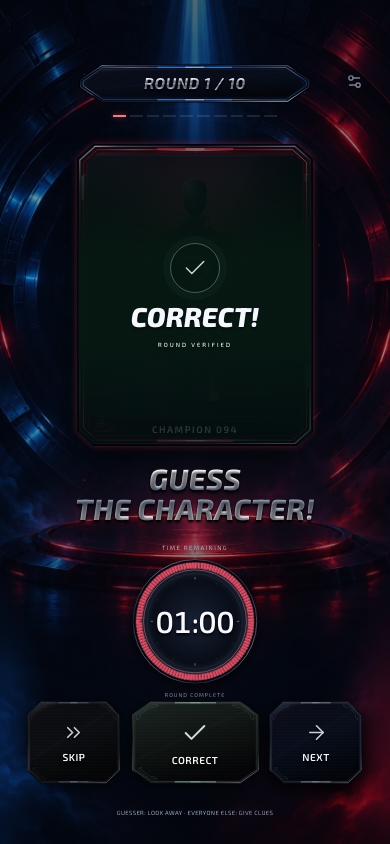 ROUND 1 / 10
CORRECT!
ROUND VERIFIED
CHAMPION 094
GUESS
THE CHARACTER!
TIME REMAINING
01:00
ROUND COMPLETE
SKIP
CORRECT
NEXT
GUESSER: LOOK AWAY · EVERYONE ELSE: GIVE CLUES